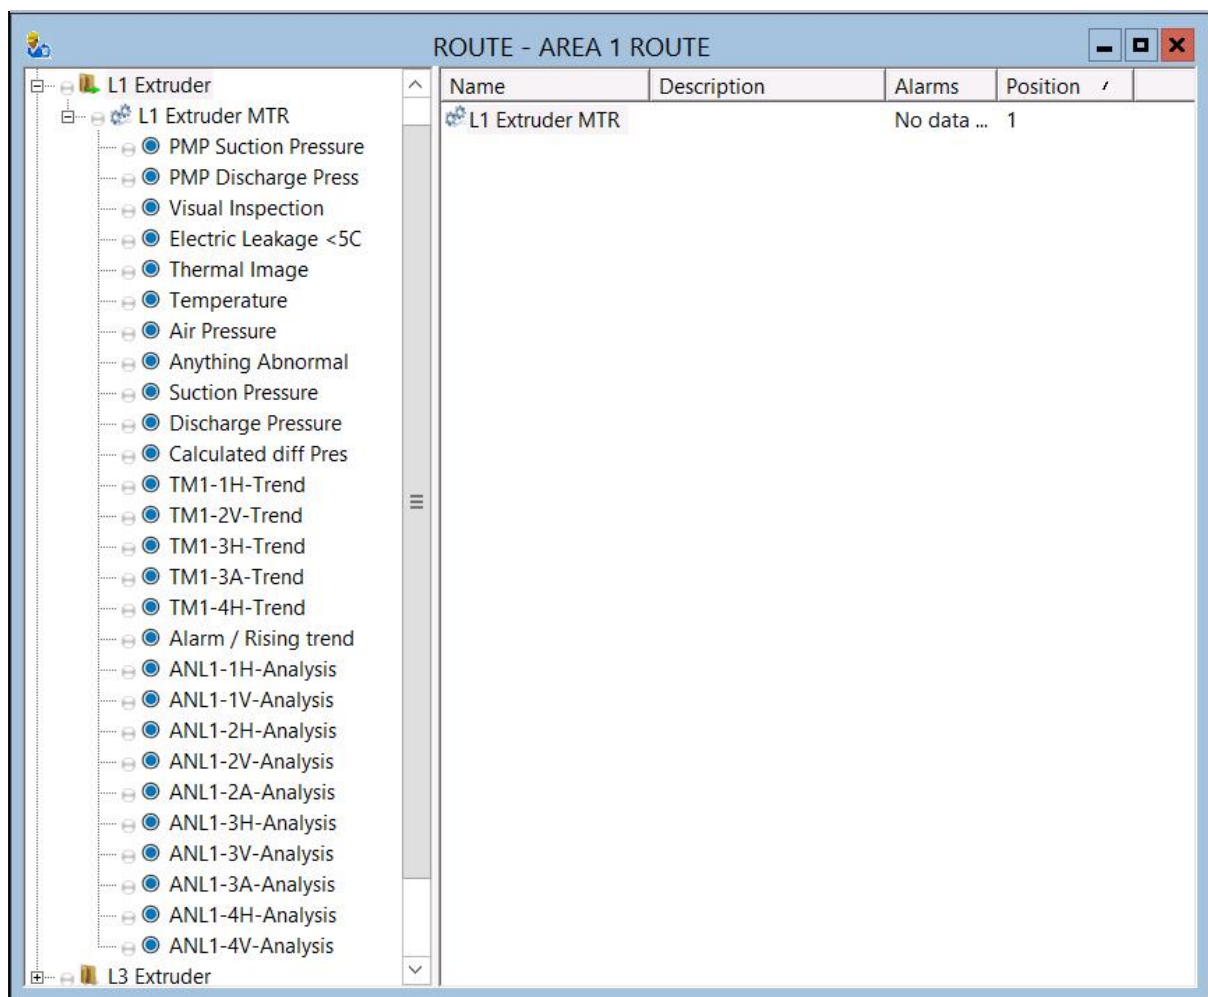 ROUTE - AREA 1 ROUTE
L1 Extruder
L1 Extruder MTR
PMP Suction Pressure
PMP Discharge Press
Visual Inspection
Electric Leakage <5C
Thermal Image
Temperature
Air Pressure
Anything Abnormal
Suction Pressure
Discharge Pressure
Calculated diff Pres
TM1-1H-Trend
TM1-2V-Trend
TM1-3H-Trend
TM1-3A-Trend
TM1-4H-Trend
Alarm / Rising trend
ANL1-1H-Analysis
ANL1-1V-Analysis
ANL1-2H-Analysis
ANL1-2V-Analysis
ANL1-2A-Analysis
ANL1-3H-Analysis
ANL1-3V-Analysis
ANL1-3A-Analysis
ANL1-4H-Analysis
ANL1-4V-Analysis
L3 Extruder
Name Description Alarms Position
L1 Extruder MTR No data ... 1